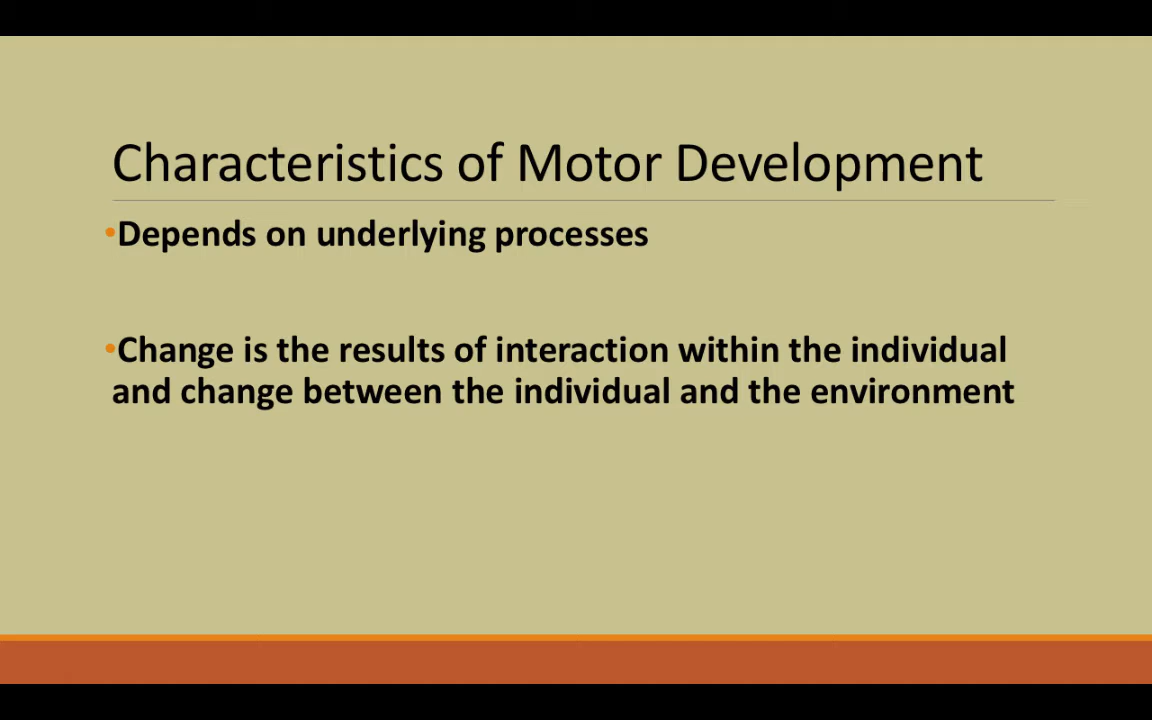 Characteristics of Motor Development
•Depends on underlying processes
•Change is the results of interaction within the individual
and change between the individual and the environment